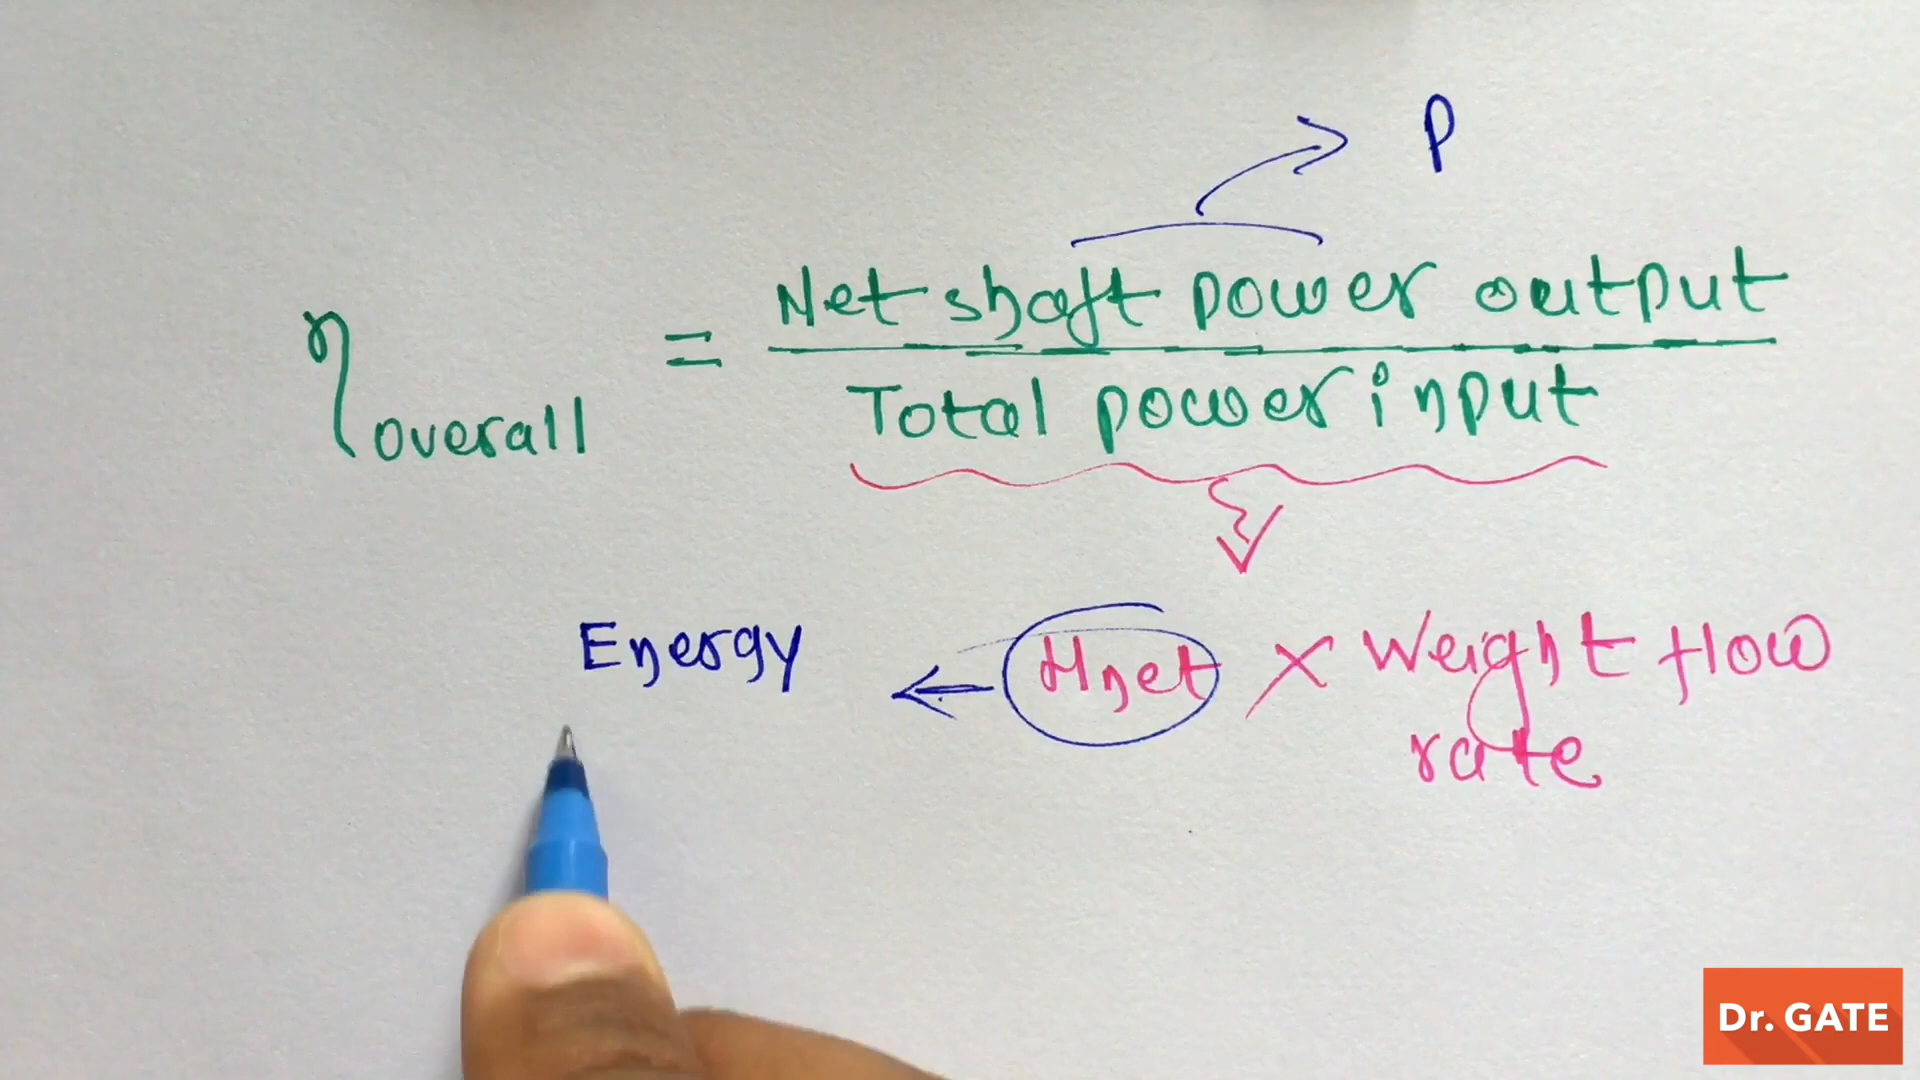 P
η overall = Net shaft power output
Total power input
Energy ← Hnet × Weight flow
rate
Dr. GATE